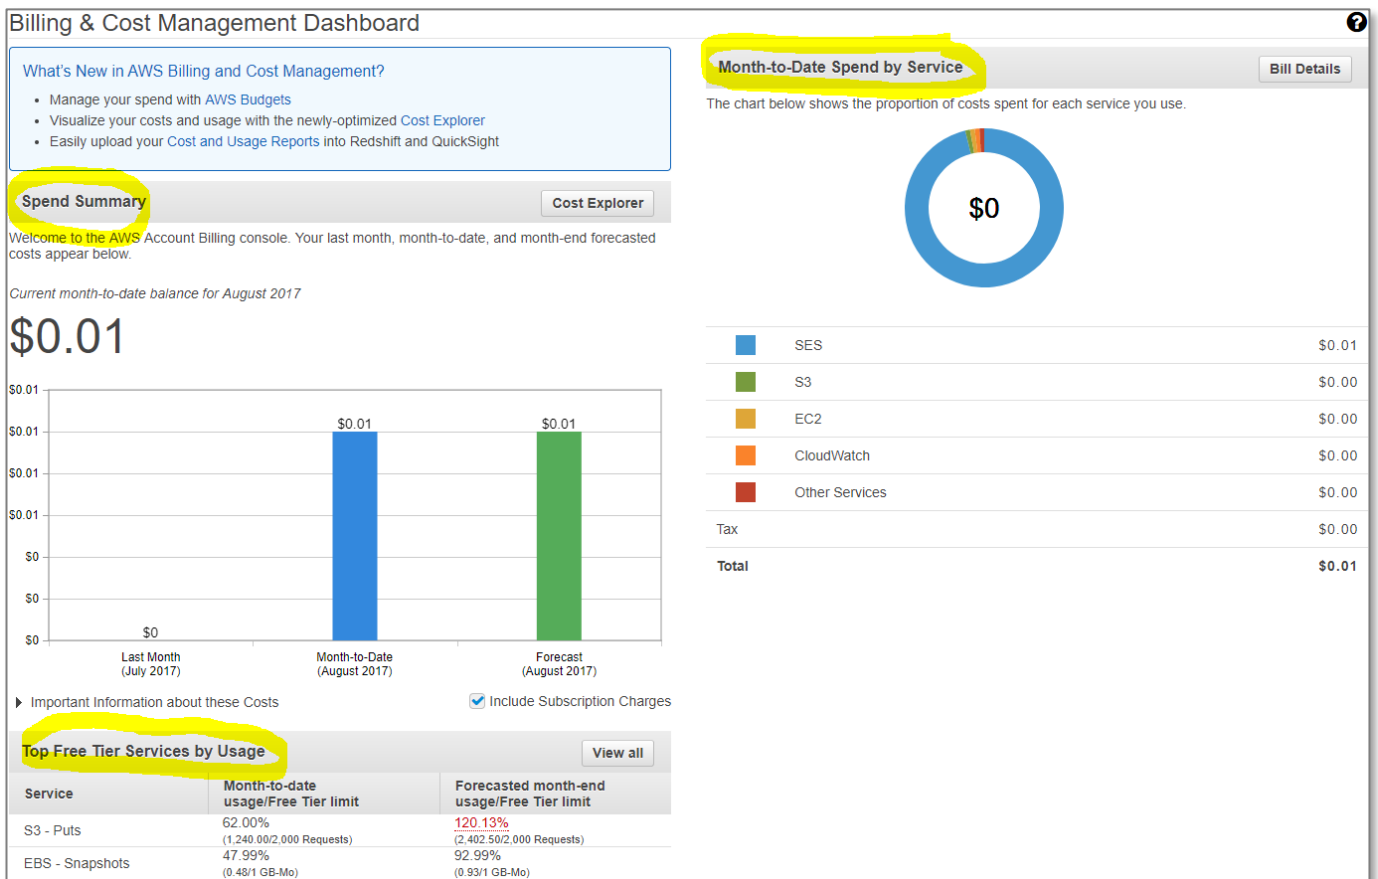 Billing & Cost Management Dashboard
What's New in AWS Billing and Cost Management?
• Manage your spend with AWS Budgets
• Visualize your costs and usage with the newly-optimized Cost Explorer
• Easily upload your Cost and Usage Reports into Redshift and QuickSight
Spend Summary
Cost Explorer
Welcome to the AWS Account Billing console. Your last month, month-to-date, and month-end forecasted
costs appear below.
Current month-to-date balance for August 2017
$0.01
$0.01
$0.01
$0.01
$0.01
$0
$0
$0
$0
$0.01
$0.01
Last Month
(July 2017)
Month-to-Date
(August 2017)
Forecast
(August 2017)
Important Information about these Costs
Include Subscription Charges
Top Free Tier Services by Usage
View all
Service
Month-to-date
usage/Free Tier limit
Forecasted month-end
usage/Free Tier limit
S3 - Puts
62.00%
(1,240.00/2,000 Requests)
120.13%
(2,402.50/2,000 Requests)
EBS - Snapshots
47.99%
(0.48/1 GB-Mo)
92.99%
(0.93/1 GB-Mo)
?
Month-to-Date Spend by Service
Bill Details
The chart below shows the proportion of costs spent for each service you use.
$0
SES $0.01
S3 $0.00
EC2 $0.00
CloudWatch $0.00
Other Services $0.00
Tax $0.00
Total $0.01